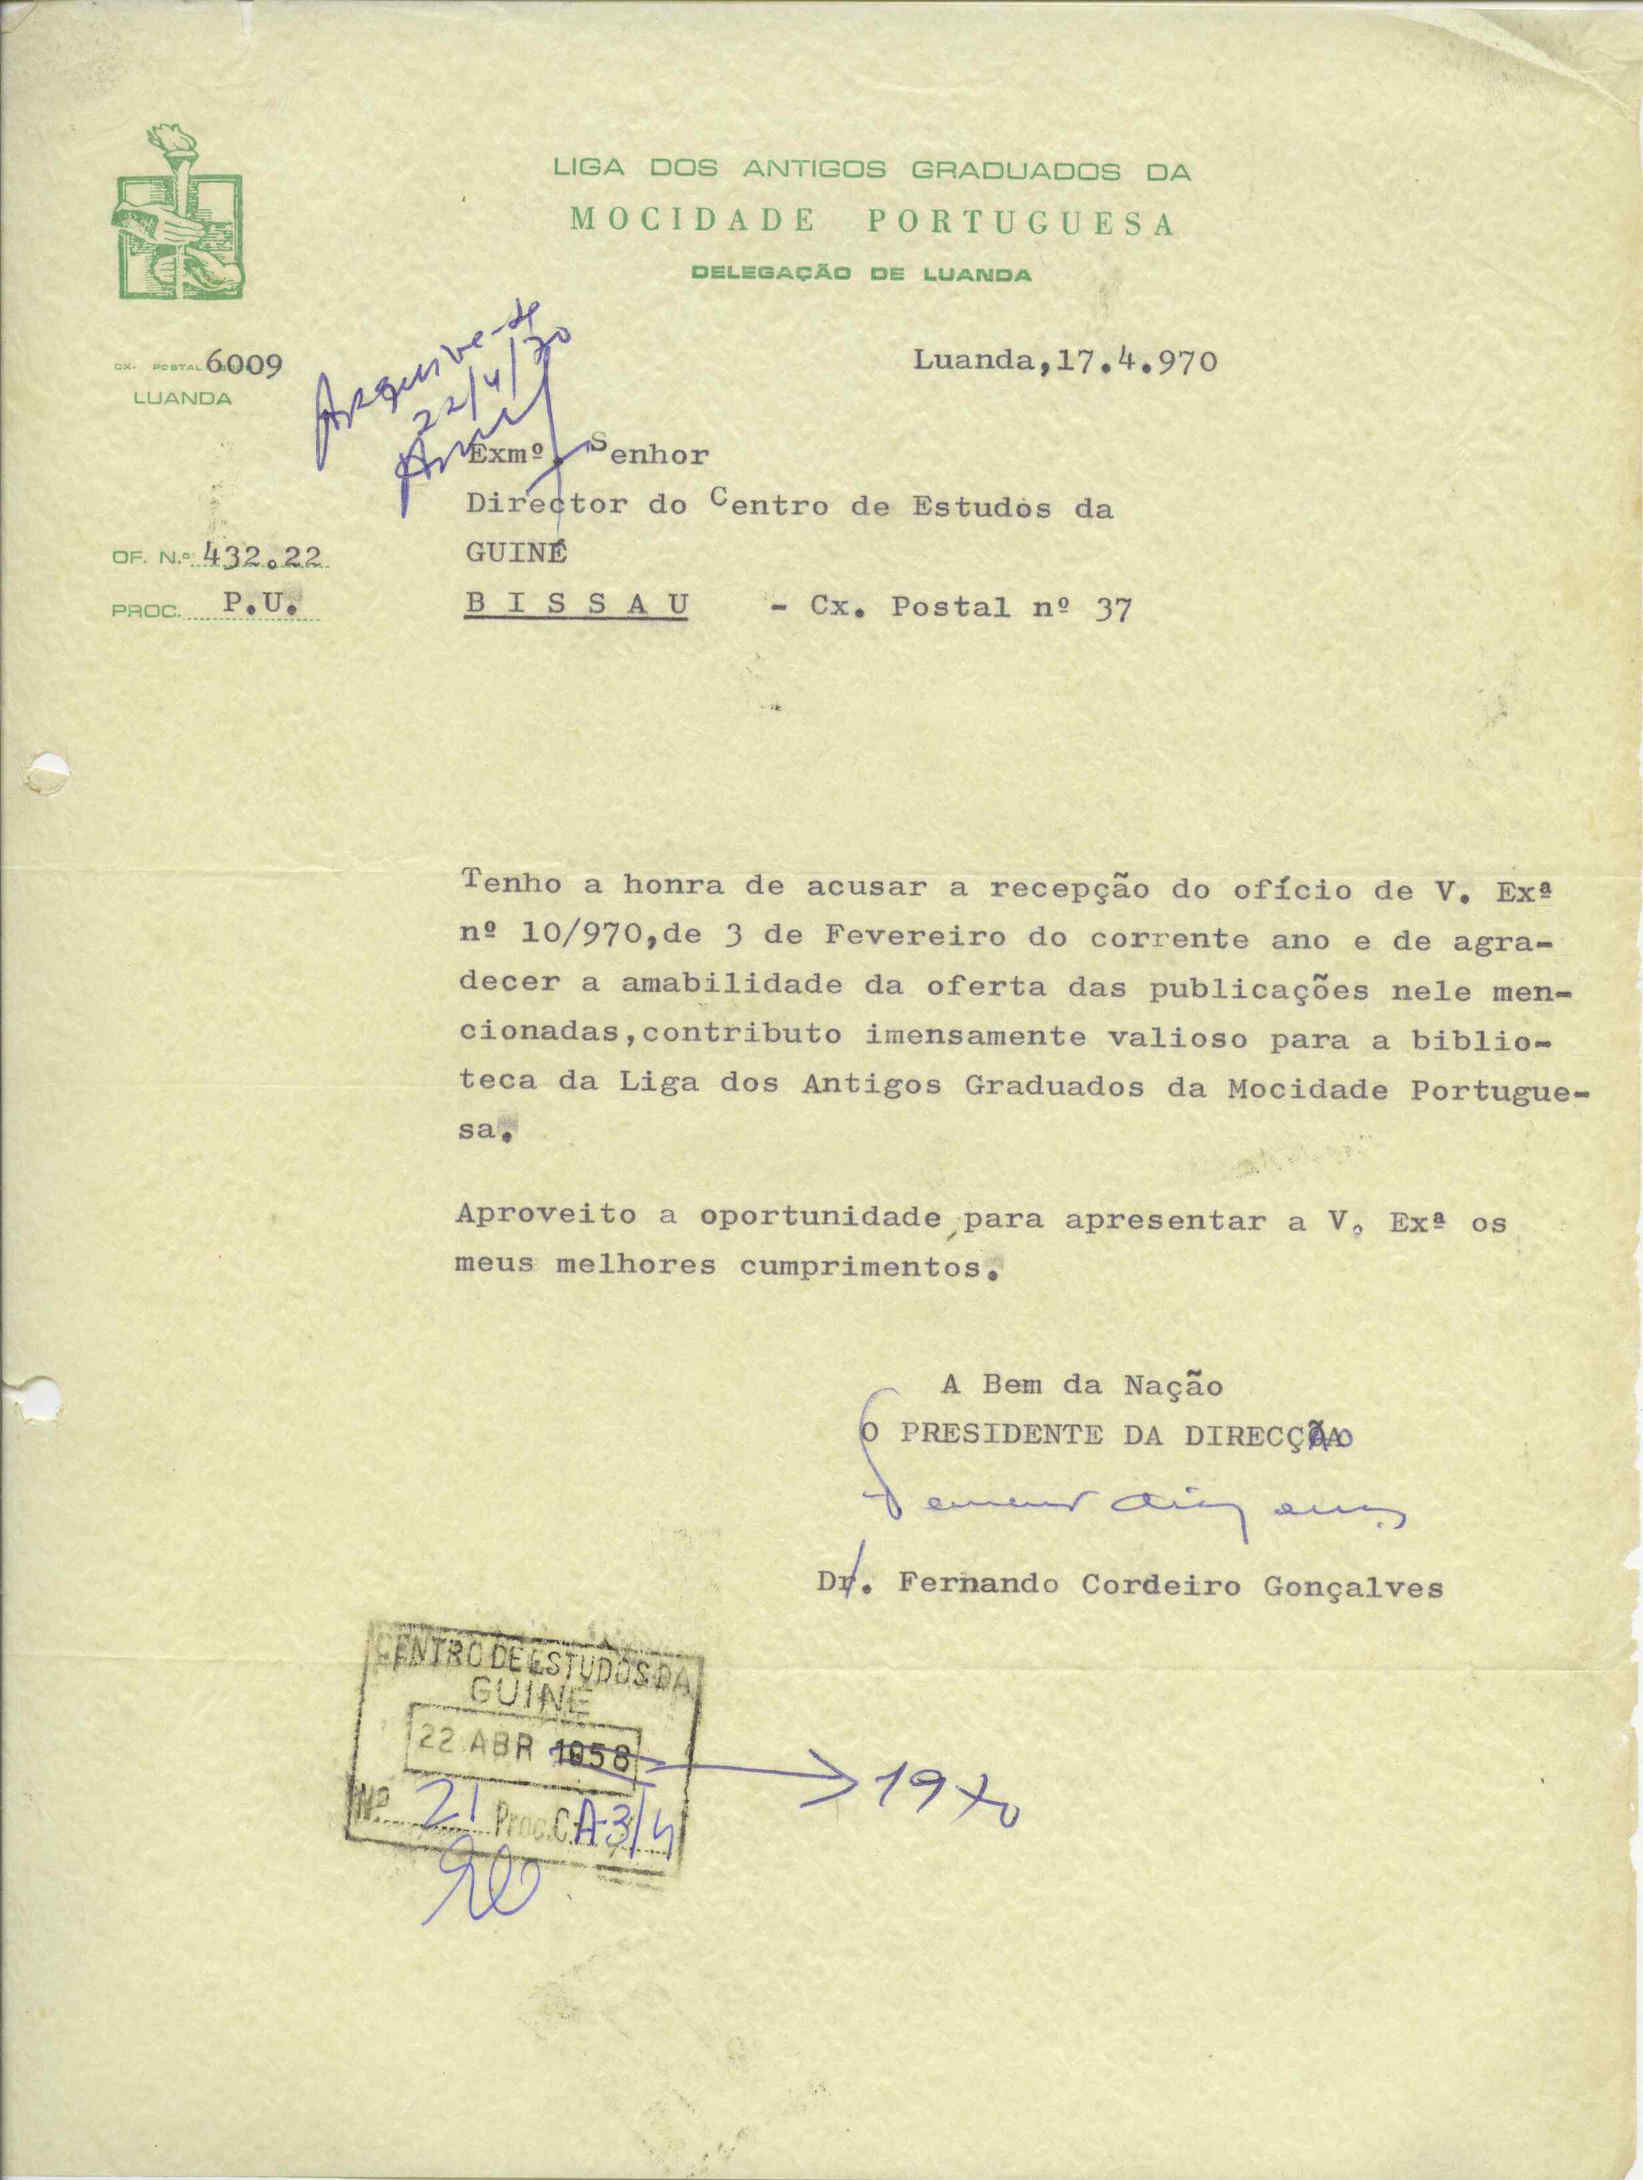 LIGA DOS ANTIGOS GRADUADOS DA
MOCIDADE PORTUGUESA
DELEGAÇÃO DE LUANDA
CX. POSTAL 6009
LUANDA
Arquive-se
22/4/70
Luanda,17.4.970
Exmº. Senhor
Director do Centro de Estudos da
GUINÉ
B I S S A U - Cx. Postal nº 37
OF. N.º 432.22
PROC. P.U.
Tenho a honra de acusar a recepção do ofício de V. Exª
nº 10/970,de 3 de Fevereiro do corrente ano e de agra-
decer a amabilidade da oferta das publicações nele men-
cionadas,contributo imensamente valioso para a biblio-
teca da Liga dos Antigos Graduados da Mocidade Portugue-
sa.
Aproveito a oportunidade para apresentar a V. Exª os
meus melhores cumprimentos.
A Bem da Nação
O PRESIDENTE DA DIRECÇÃO
Dr. Fernando Cordeiro Gonçalves
CENTRO DE ESTUDOS DA
GUINÉ
22 ABR 1958 1970
Nº 21 Proc. C. A-3/4